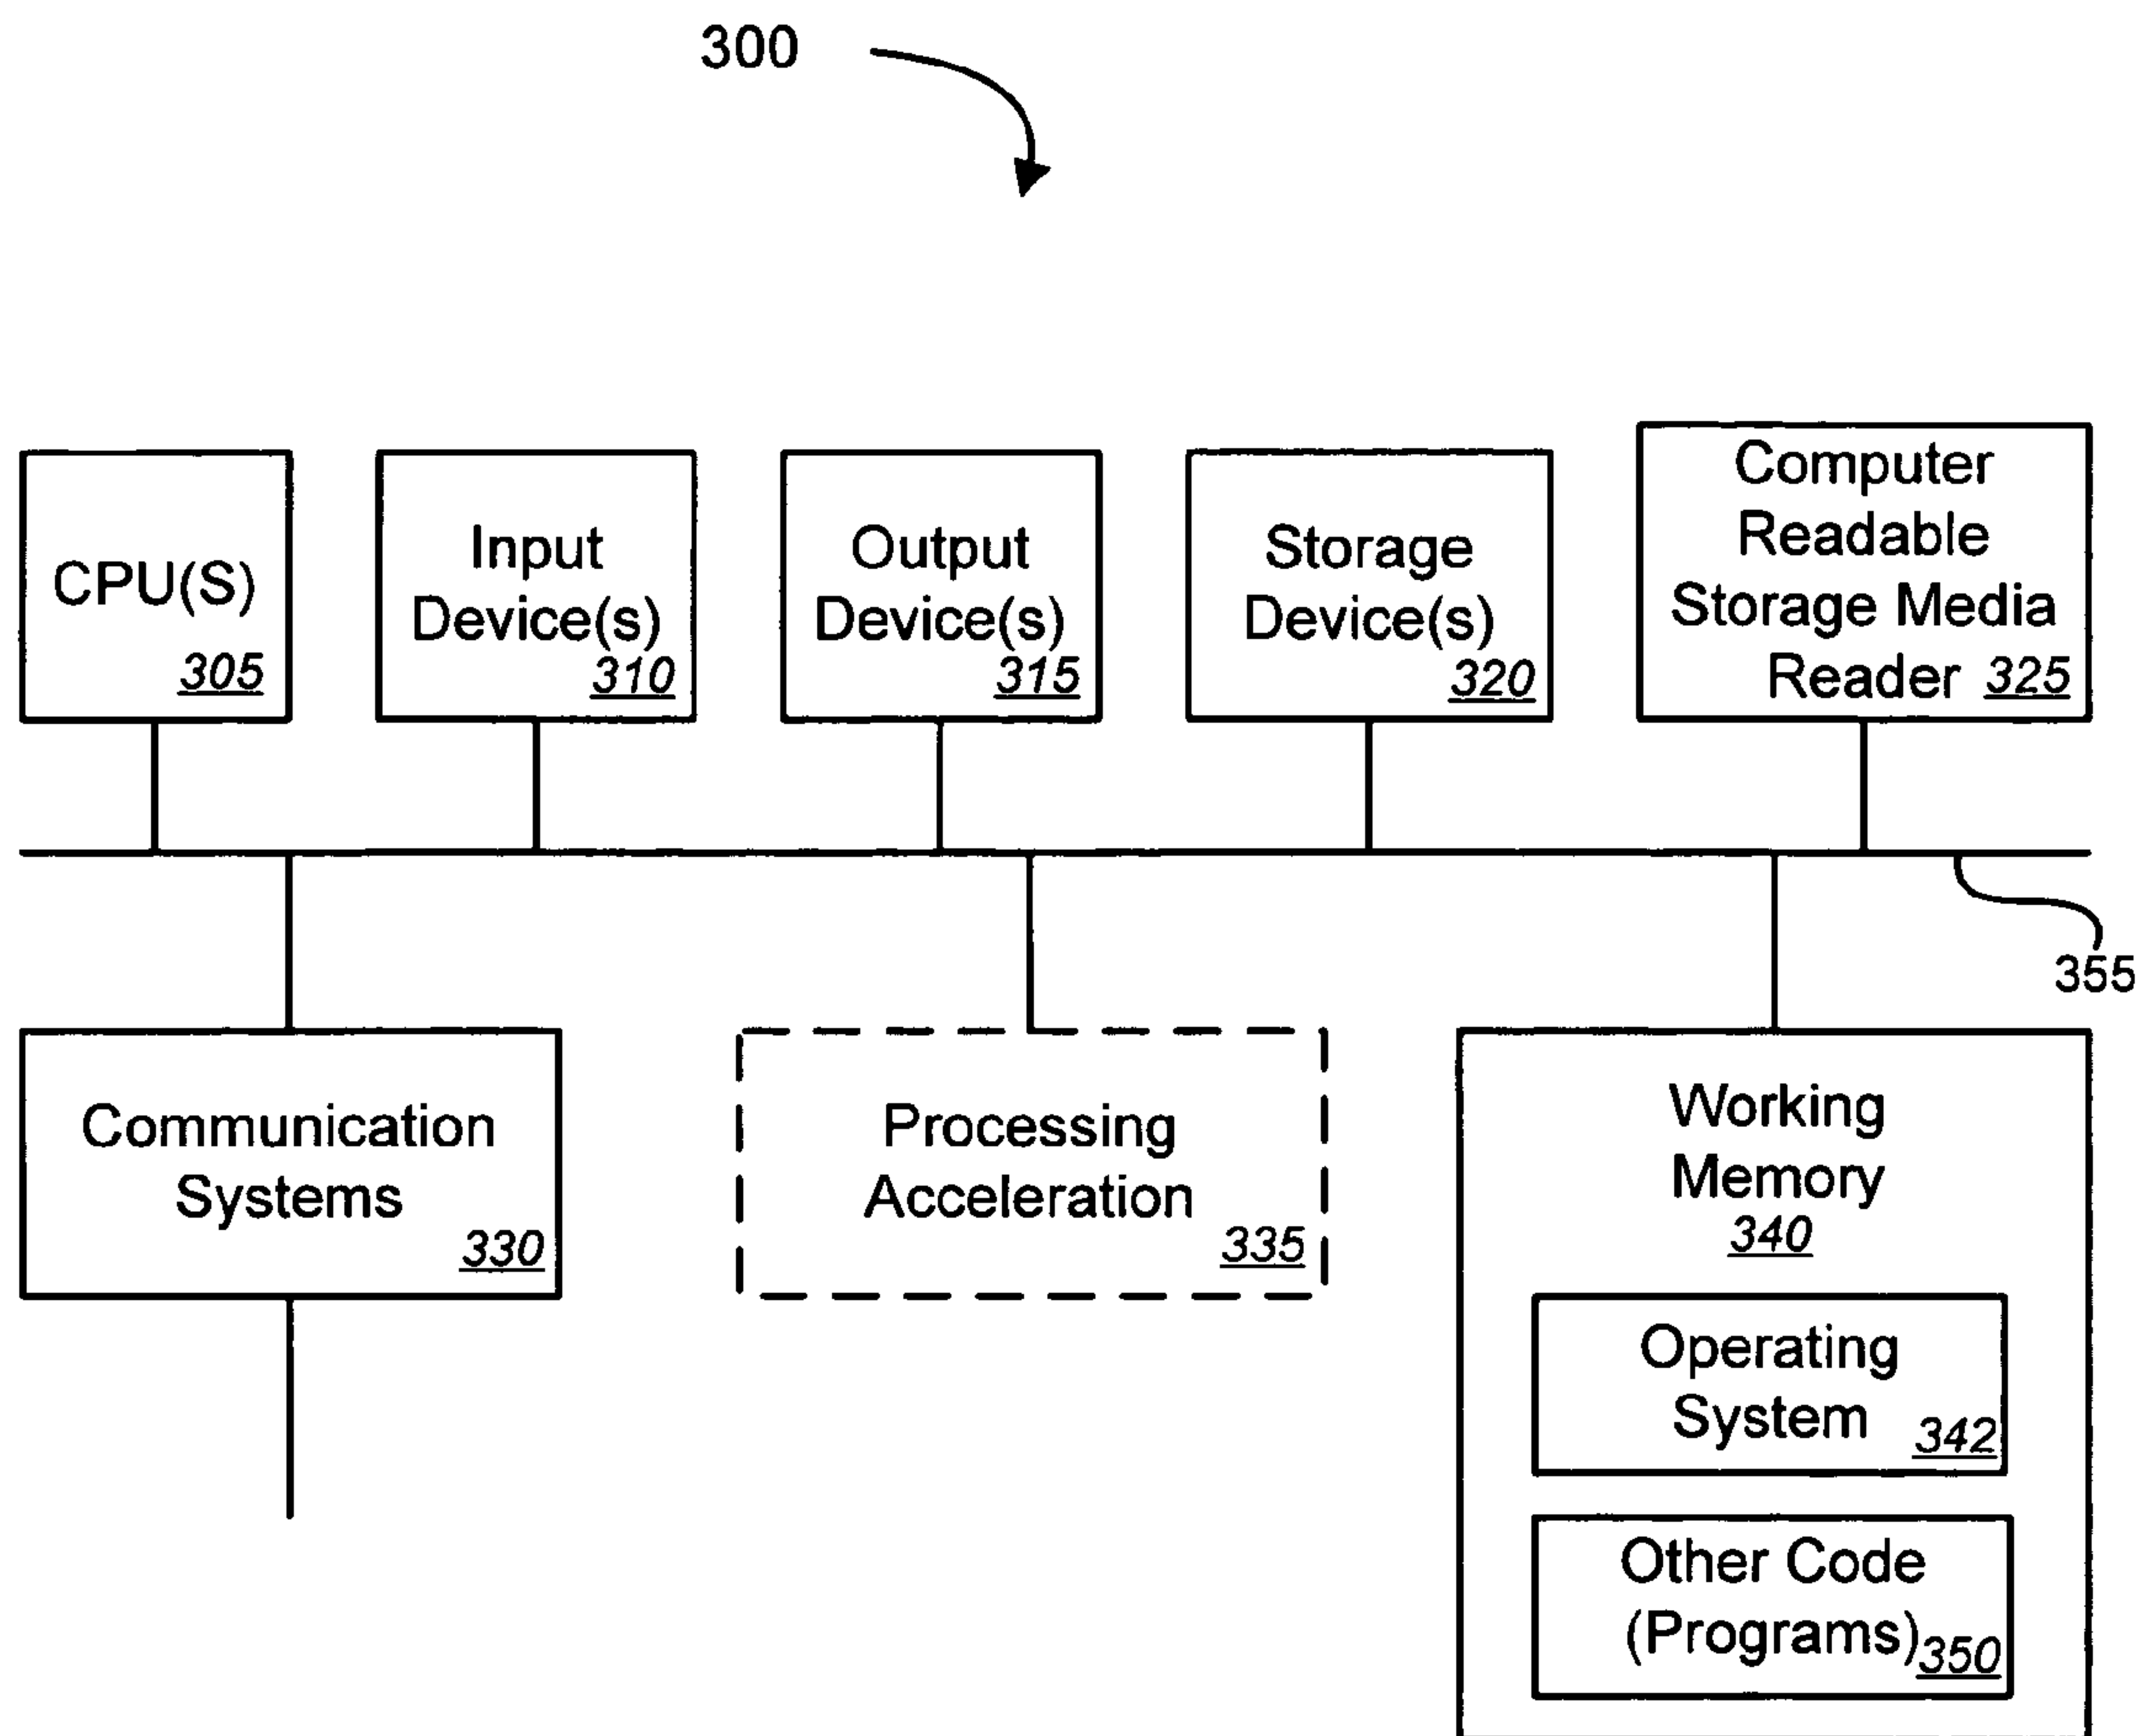 300
CPU(S)
305
Input
Device(s)
310
Output
Device(s)
315
Storage
Device(s)
320
Computer
Readable
Storage Media
Reader 325
355
Communication
Systems
330
Processing
Acceleration
335
Working
Memory
340
Operating
System
342
Other Code
(Programs)
350